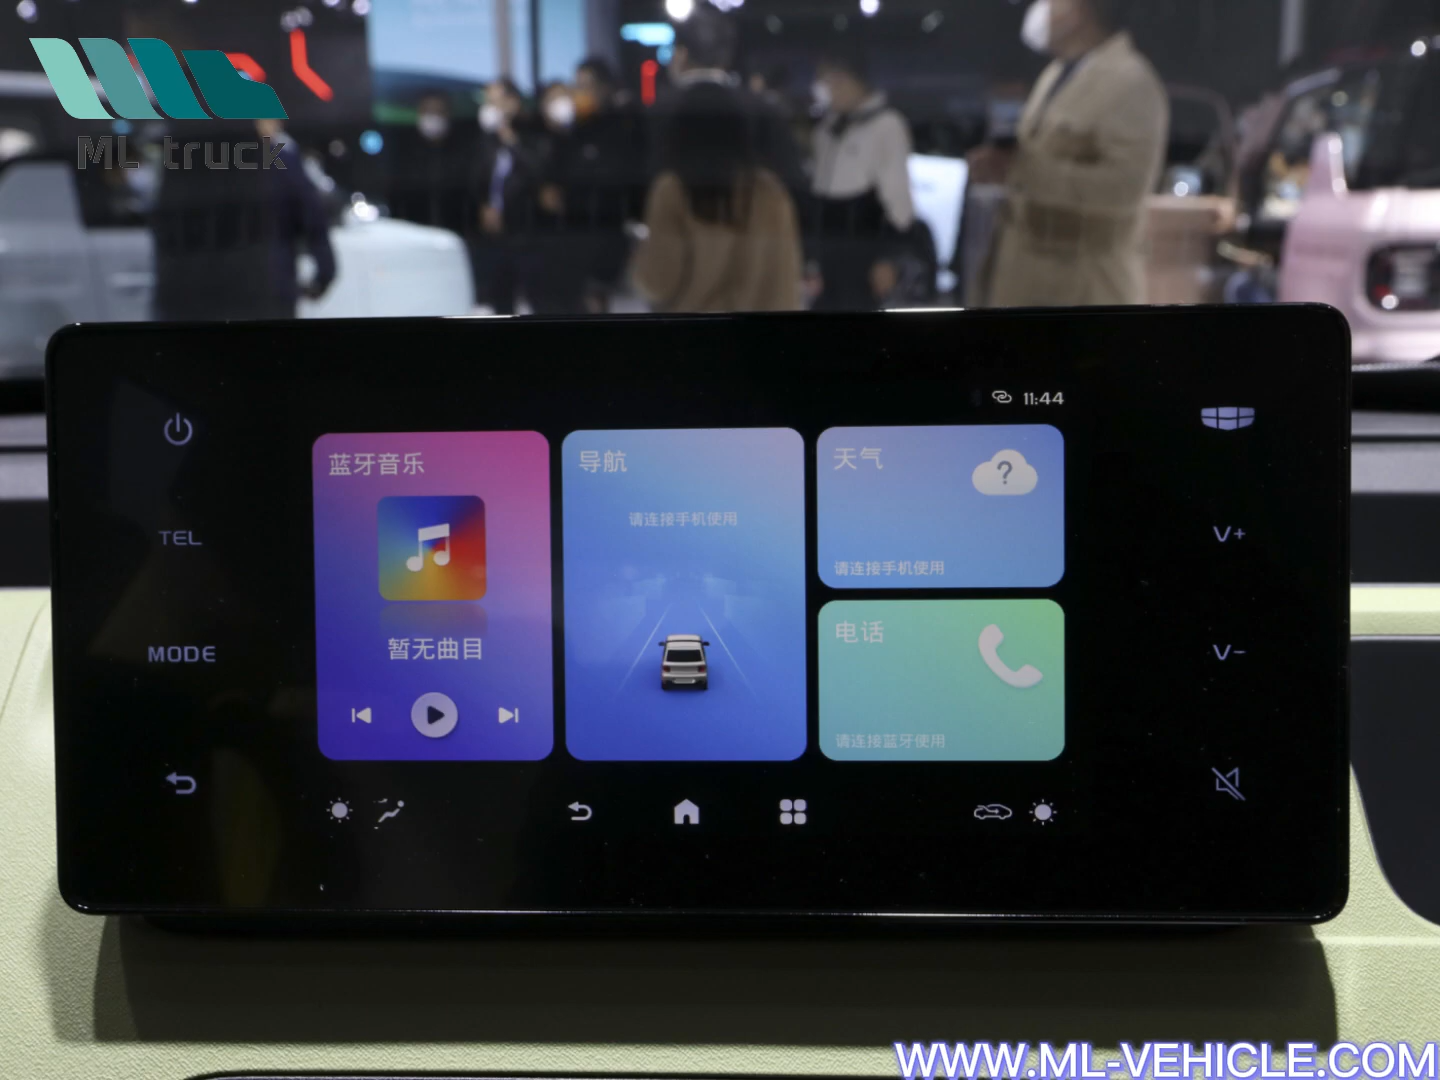 ML truck
11:44
TEL
MODE
蓝牙音乐
暂无曲目
导航
请连接手机使用
天气
?
请连接手机使用
电话
请连接蓝牙使用
V+
V-
WWW.ML-VEHICLE.COM